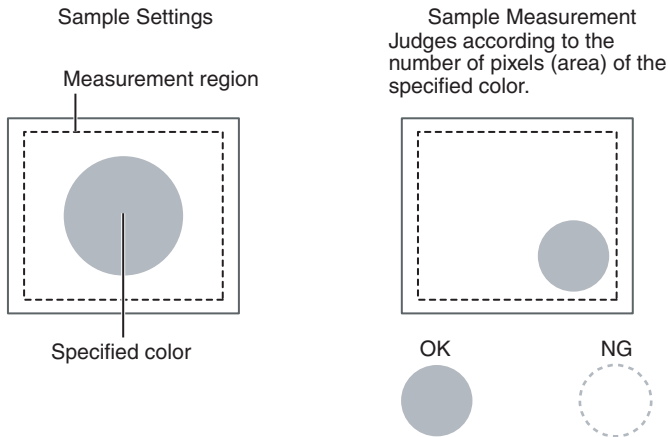 Sample Settings
Measurement region
Specified color
Sample Measurement
Judges according to the
number of pixels (area) of the
specified color.
OK
NG